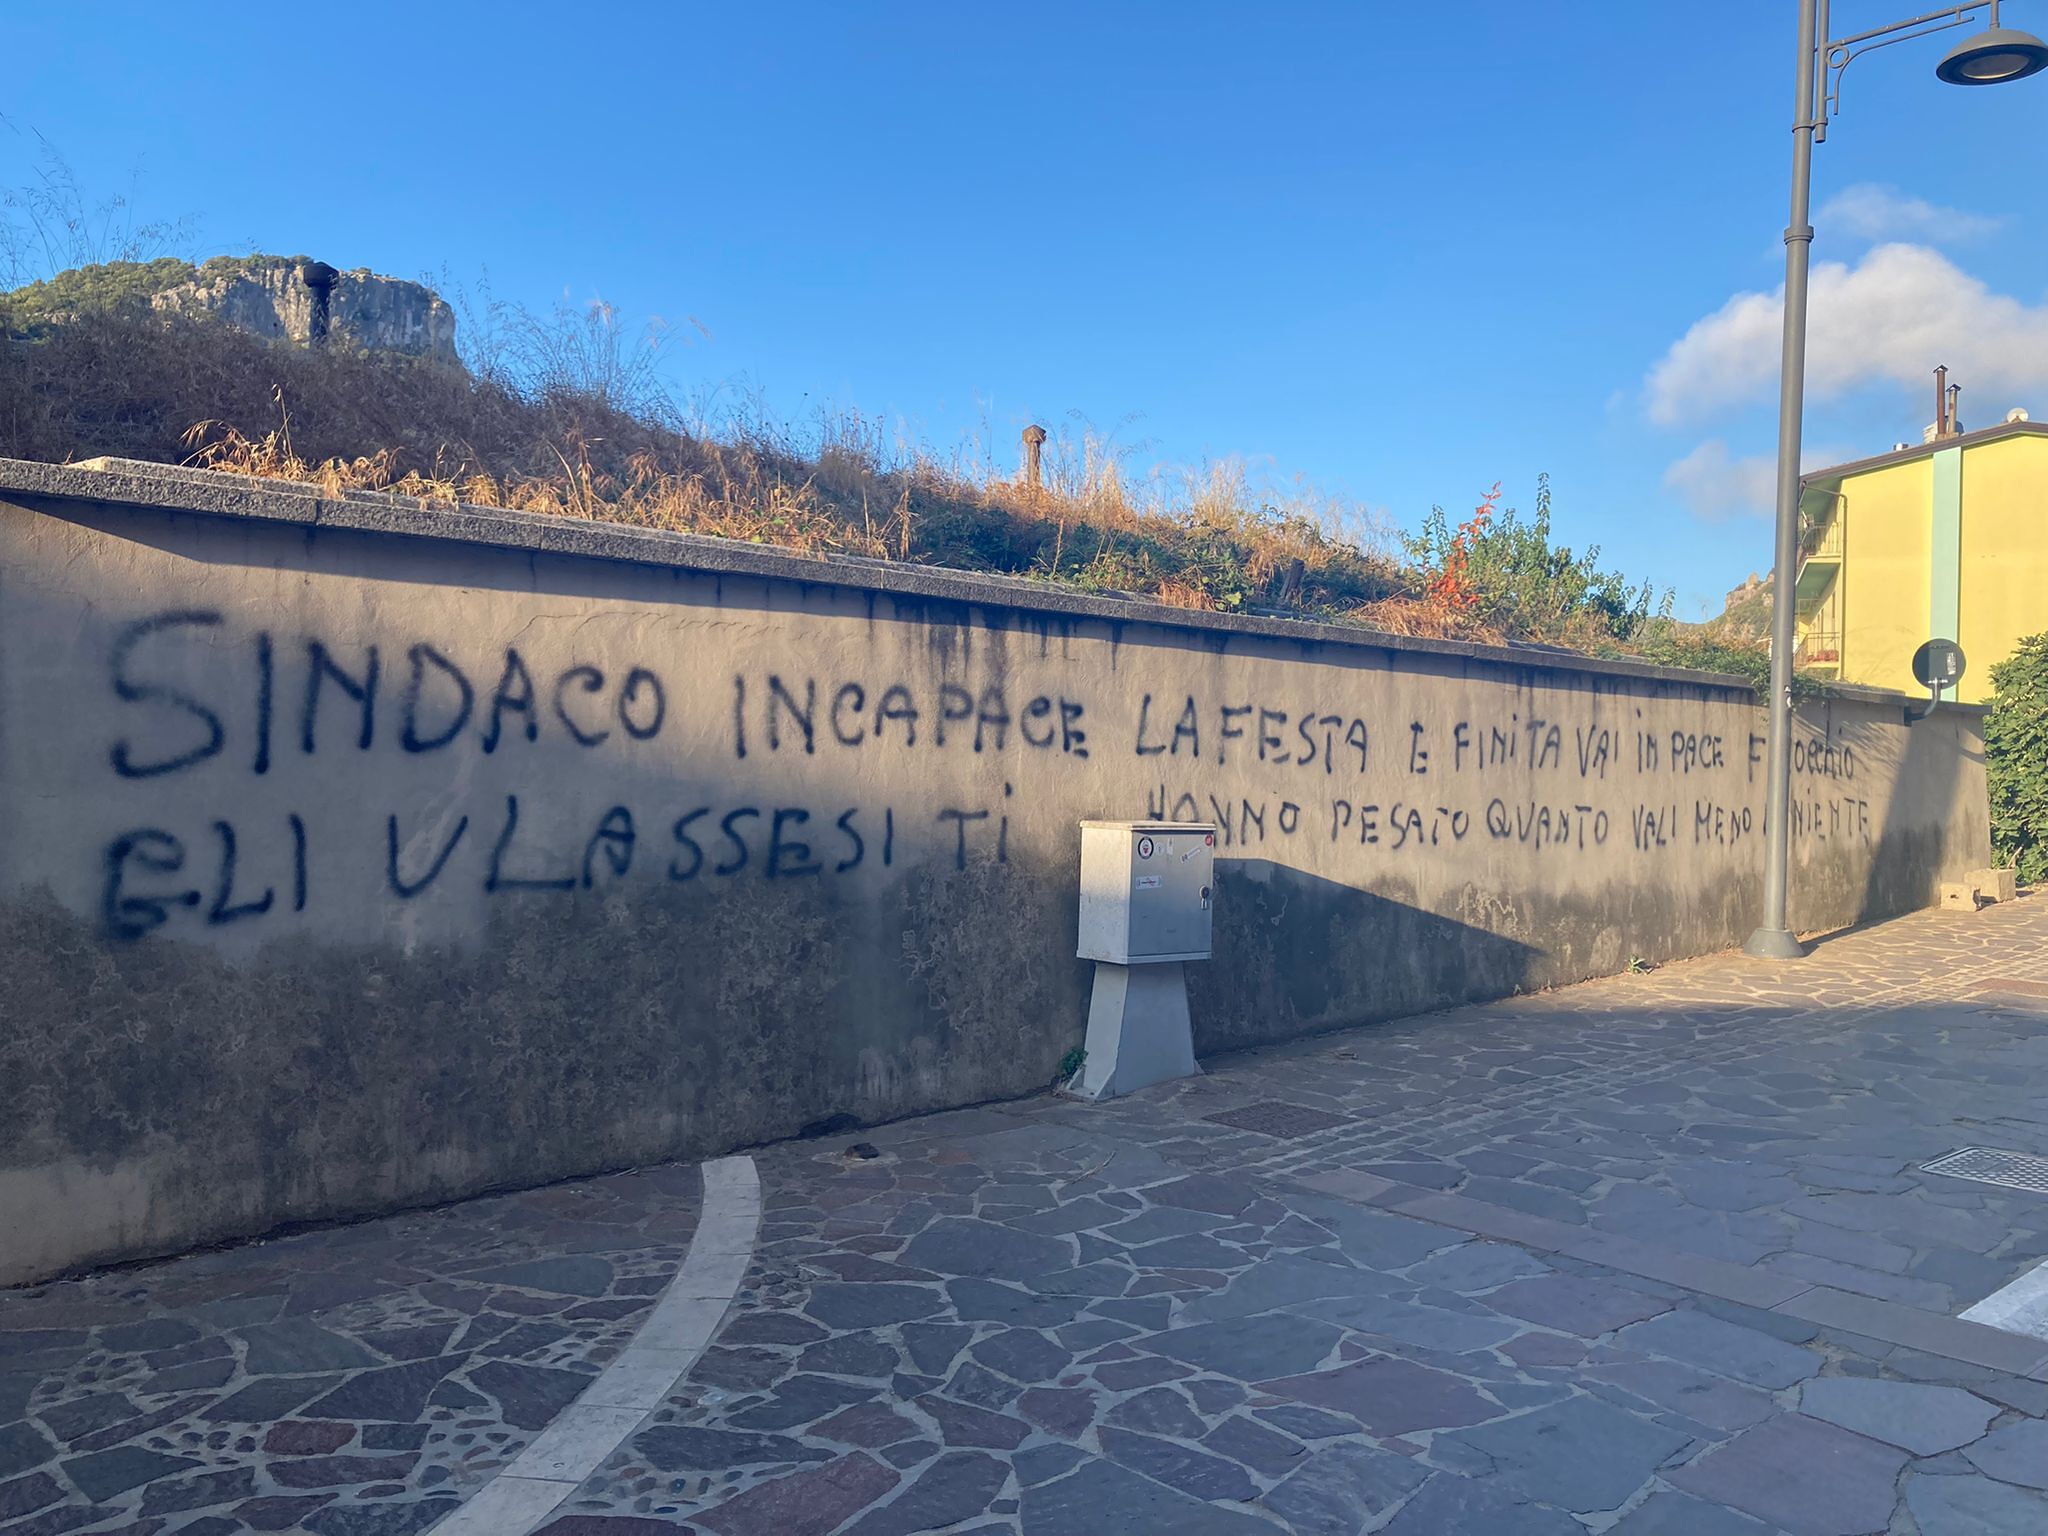 SINDACO INCAPACE LA FESTA E FINITA VAI IN PACE
GLI ULASSESI TI HANNO PESATO QUANTO VALI MENO NIENTE